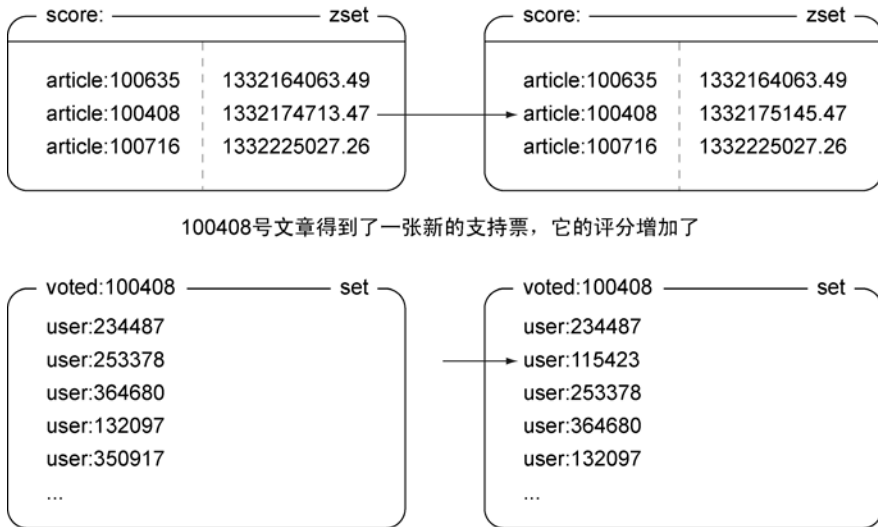 score: zset score: zset
article:100635 1332164063.49 article:100635 1332164063.49
article:100408 1332174713.47 article:100408 1332175145.47
article:100716 1332225027.26 article:100716 1332225027.26
100408号文章得到了一张新的支持票，它的评分增加了
voted:100408 set voted:100408 set
user:234487 user:234487
user:253378 user:115423
user:364680 user:253378
user:132097 user:364680
user:350917 user:132097
... ...